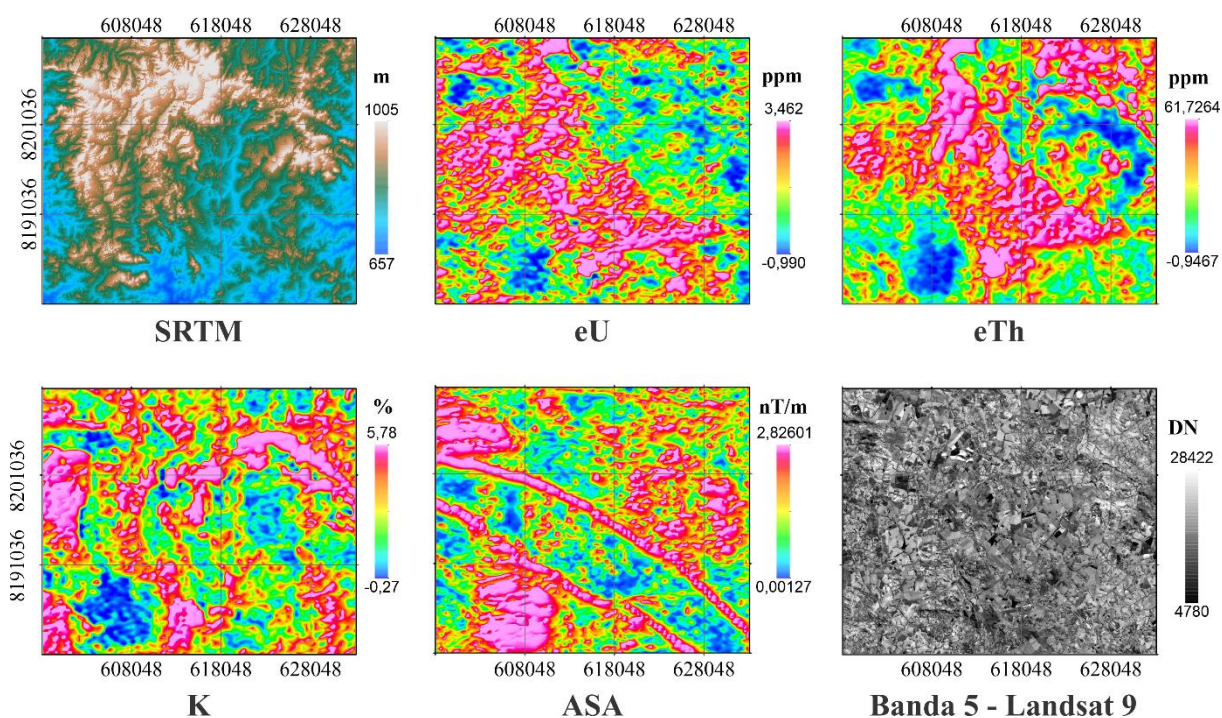 608048 618048 628048
608048 618048 628048
608048 618048 628048
8201036
8191036
m
1005
657
ppm
3,462
-0,990
ppm
61,7264
-0,9467
SRTM
eU
eTh
8201036
8191036
%
5,78
-0,27
nT/m
2,82601
0,00127
DN
28422
4780
608048 618048 628048
608048 618048 628048
608048 618048 628048
K
ASA
Banda 5 - Landsat 9